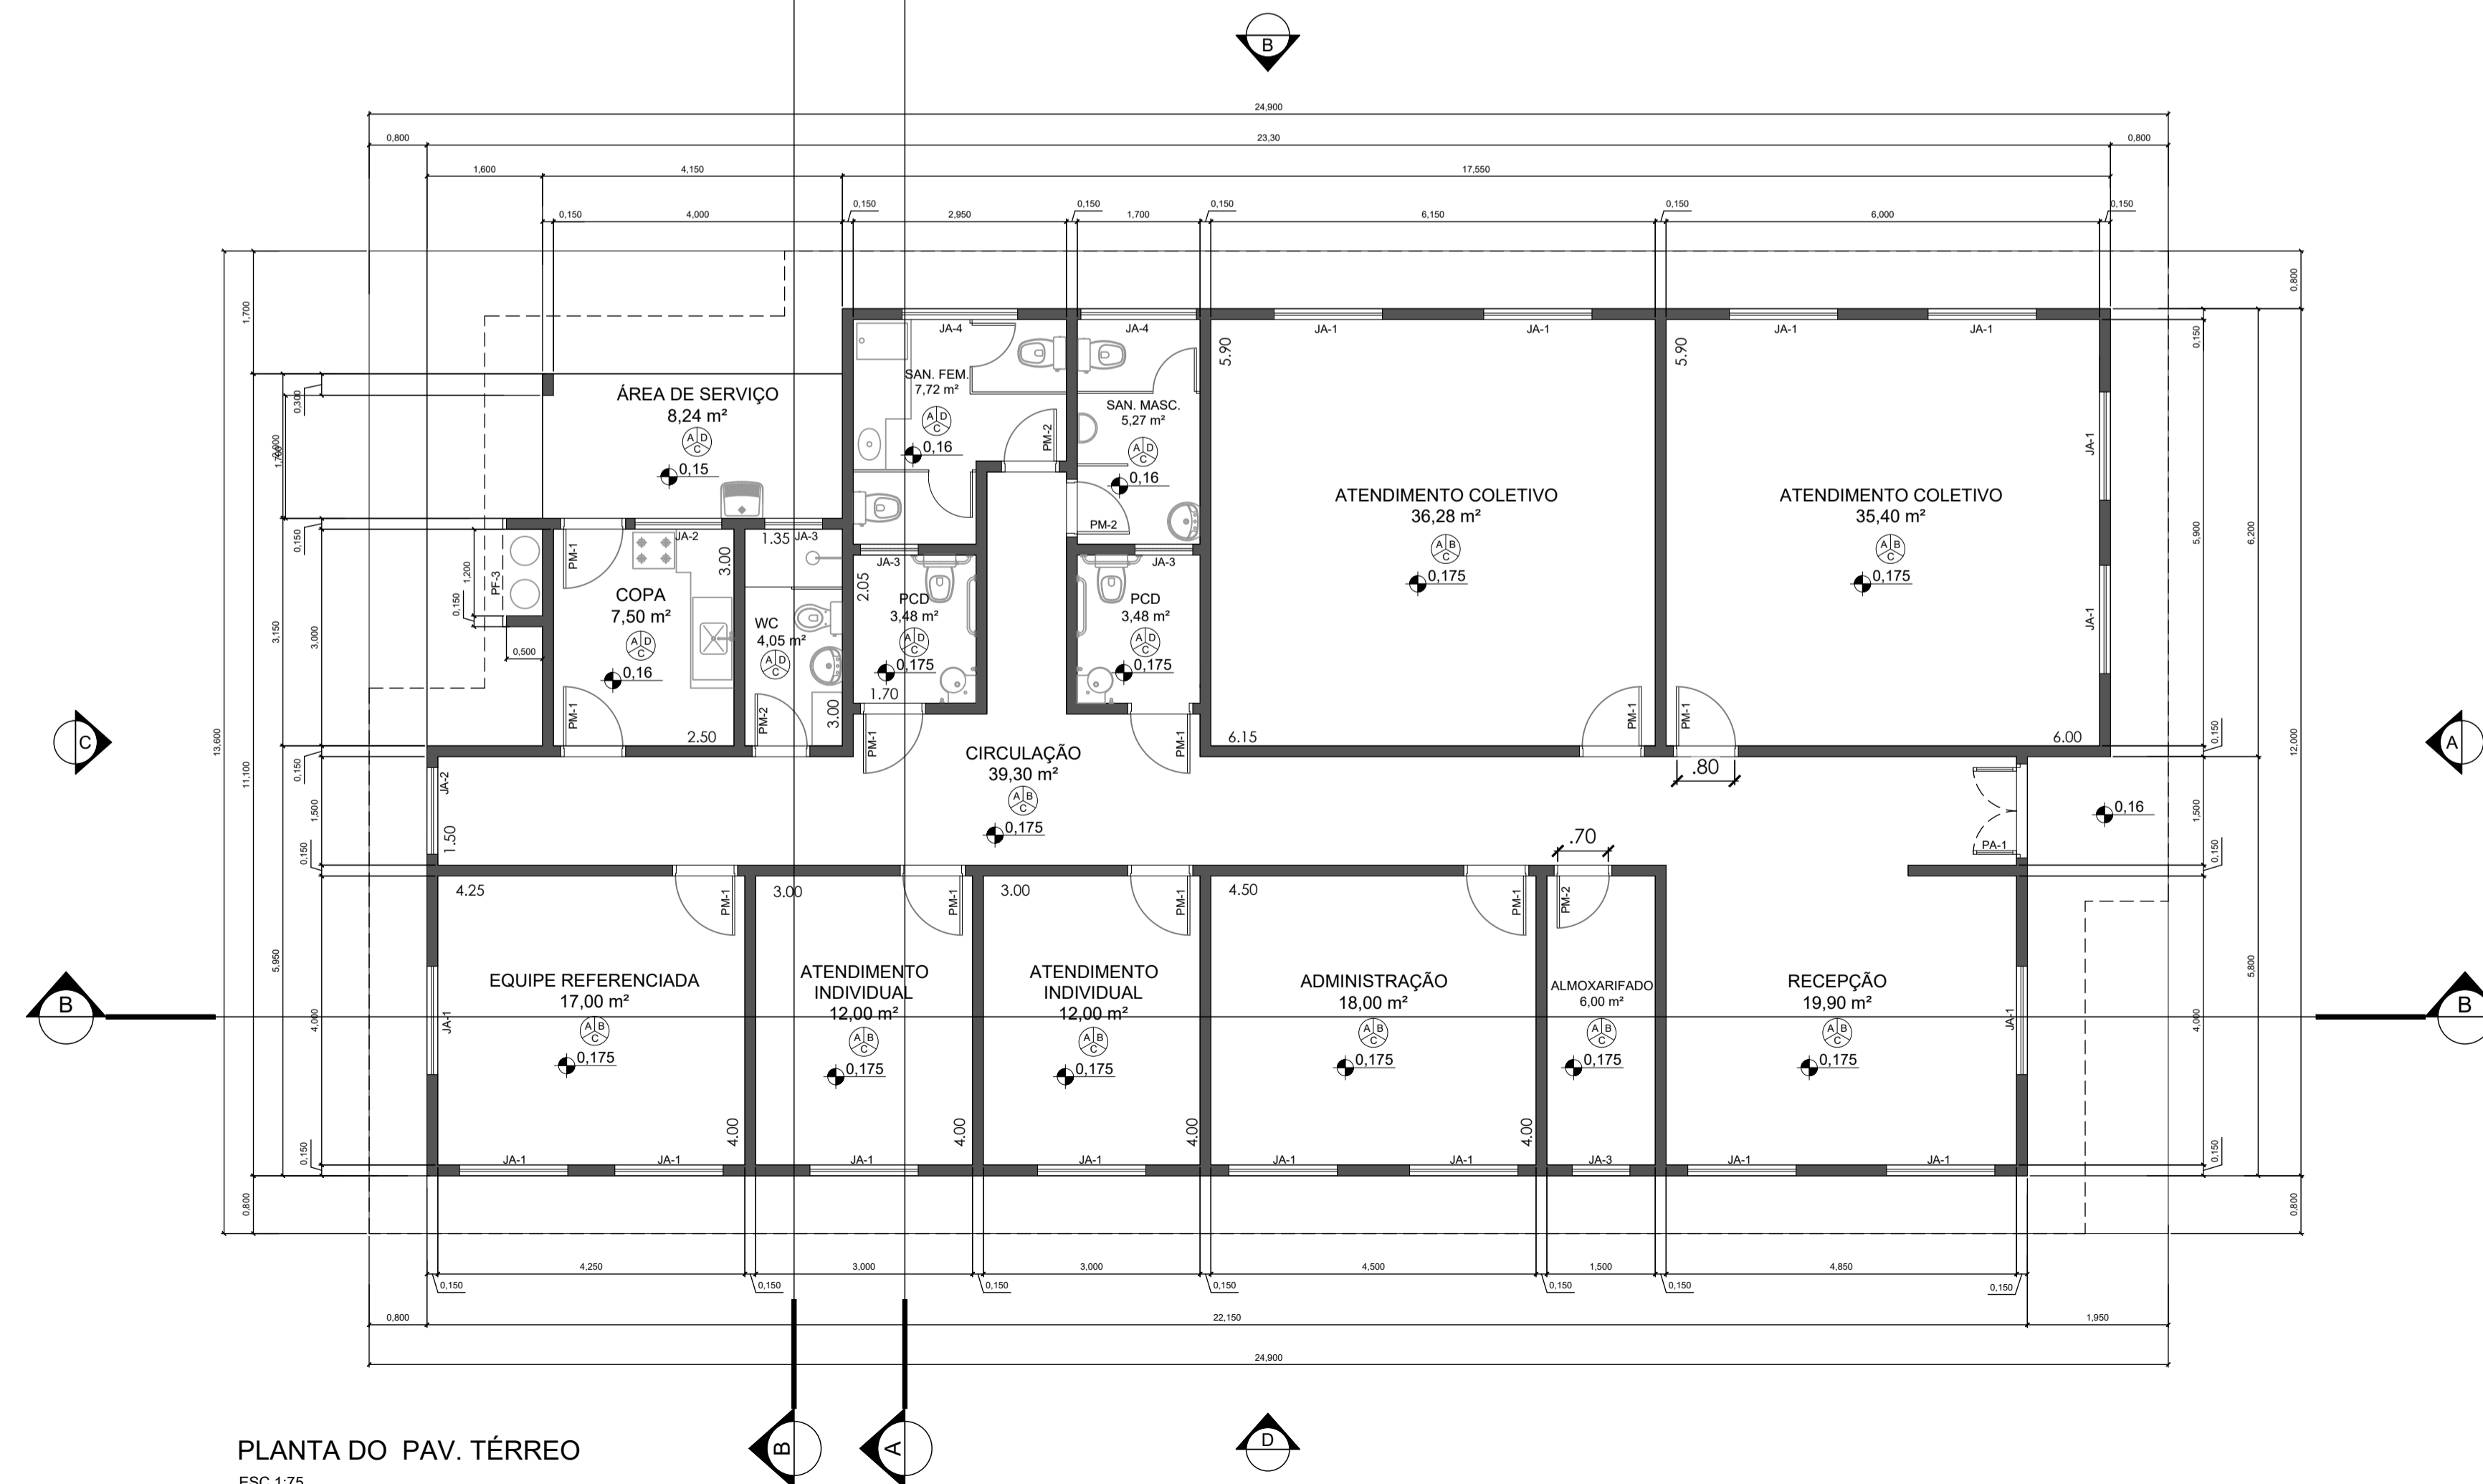 B
24,900
0,800
23,30
0,800
1,600
4,150
17,550
0,150
4,000
0,150
2,950
0,150
1,700
0,150
6,150
0,150
6,000
0,150
13,600
1,700
11,100
0,800
0,300
0,150
3,150
3,000
1,200
0,150
0,500
0,150
1,500
0,150
5,950
4,000
0,150
ÁREA DE SERVIÇO
8,24 m²
A D
C
0,15
JA-4
SAN. FEM.
7,72 m²
A D
C
0,16
PM-2
JA-4
SAN. MASC.
5,27 m²
A D
C
0,16
PM-2
JA-1
JA-1
5.90
ATENDIMENTO COLETIVO
36,28 m²
A B
C
0,175
6.15
PM-1
JA-1
JA-1
5.90
ATENDIMENTO COLETIVO
35,40 m²
A B
C
0,175
JA-1
JA-1
PM-1
6.00
.80
PF-3
PM-1
JA-2
3.00
COPA
7,50 m²
A D
C
0,16
PM-1
2.50
1.35
JA-3
WC
4,05 m²
A D
C
PM-2
3.00
JA-3
2.05
PCD
3,48 m²
A D
C
0,175
1.70
PM-1
JA-3
PCD
3,48 m²
A D
C
0,175
PM-1
C
A
JA-2
1.50
CIRCULAÇÃO
39,30 m²
A B
C
0,175
.70
PA-1
0,16
4.25
PM-1
EQUIPE REFERENCIADA
17,00 m²
A B
C
0,175
JA-1
4.00
JA-1
JA-1
3.00
PM-1
ATENDIMENTO
INDIVIDUAL
12,00 m²
A B
C
0,175
4.00
JA-1
3.00
PM-1
ATENDIMENTO
INDIVIDUAL
12,00 m²
A B
C
0,175
4.00
JA-1
4.50
PM-1
ADMINISTRAÇÃO
18,00 m²
A B
C
0,175
4.00
JA-1
JA-1
PM-2
ALMOXARIFADO
6,00 m²
A B
C
0,175
JA-3
RECEPÇÃO
19,90 m²
A B
C
0,175
JA-1
JA-1
JA-1
B
B
0,800
0,150
5,900
6,200
12,000
0,150
1,500
0,150
5,800
4,000
0,150
0,800
0,150
4,250
0,150
3,000
0,150
3,000
0,150
4,500
0,150
1,500
0,150
4,850
0,150
0,800
22,150
1,950
24,900
B
A
D
PLANTA DO PAV. TÉRREO
ESC 1:75